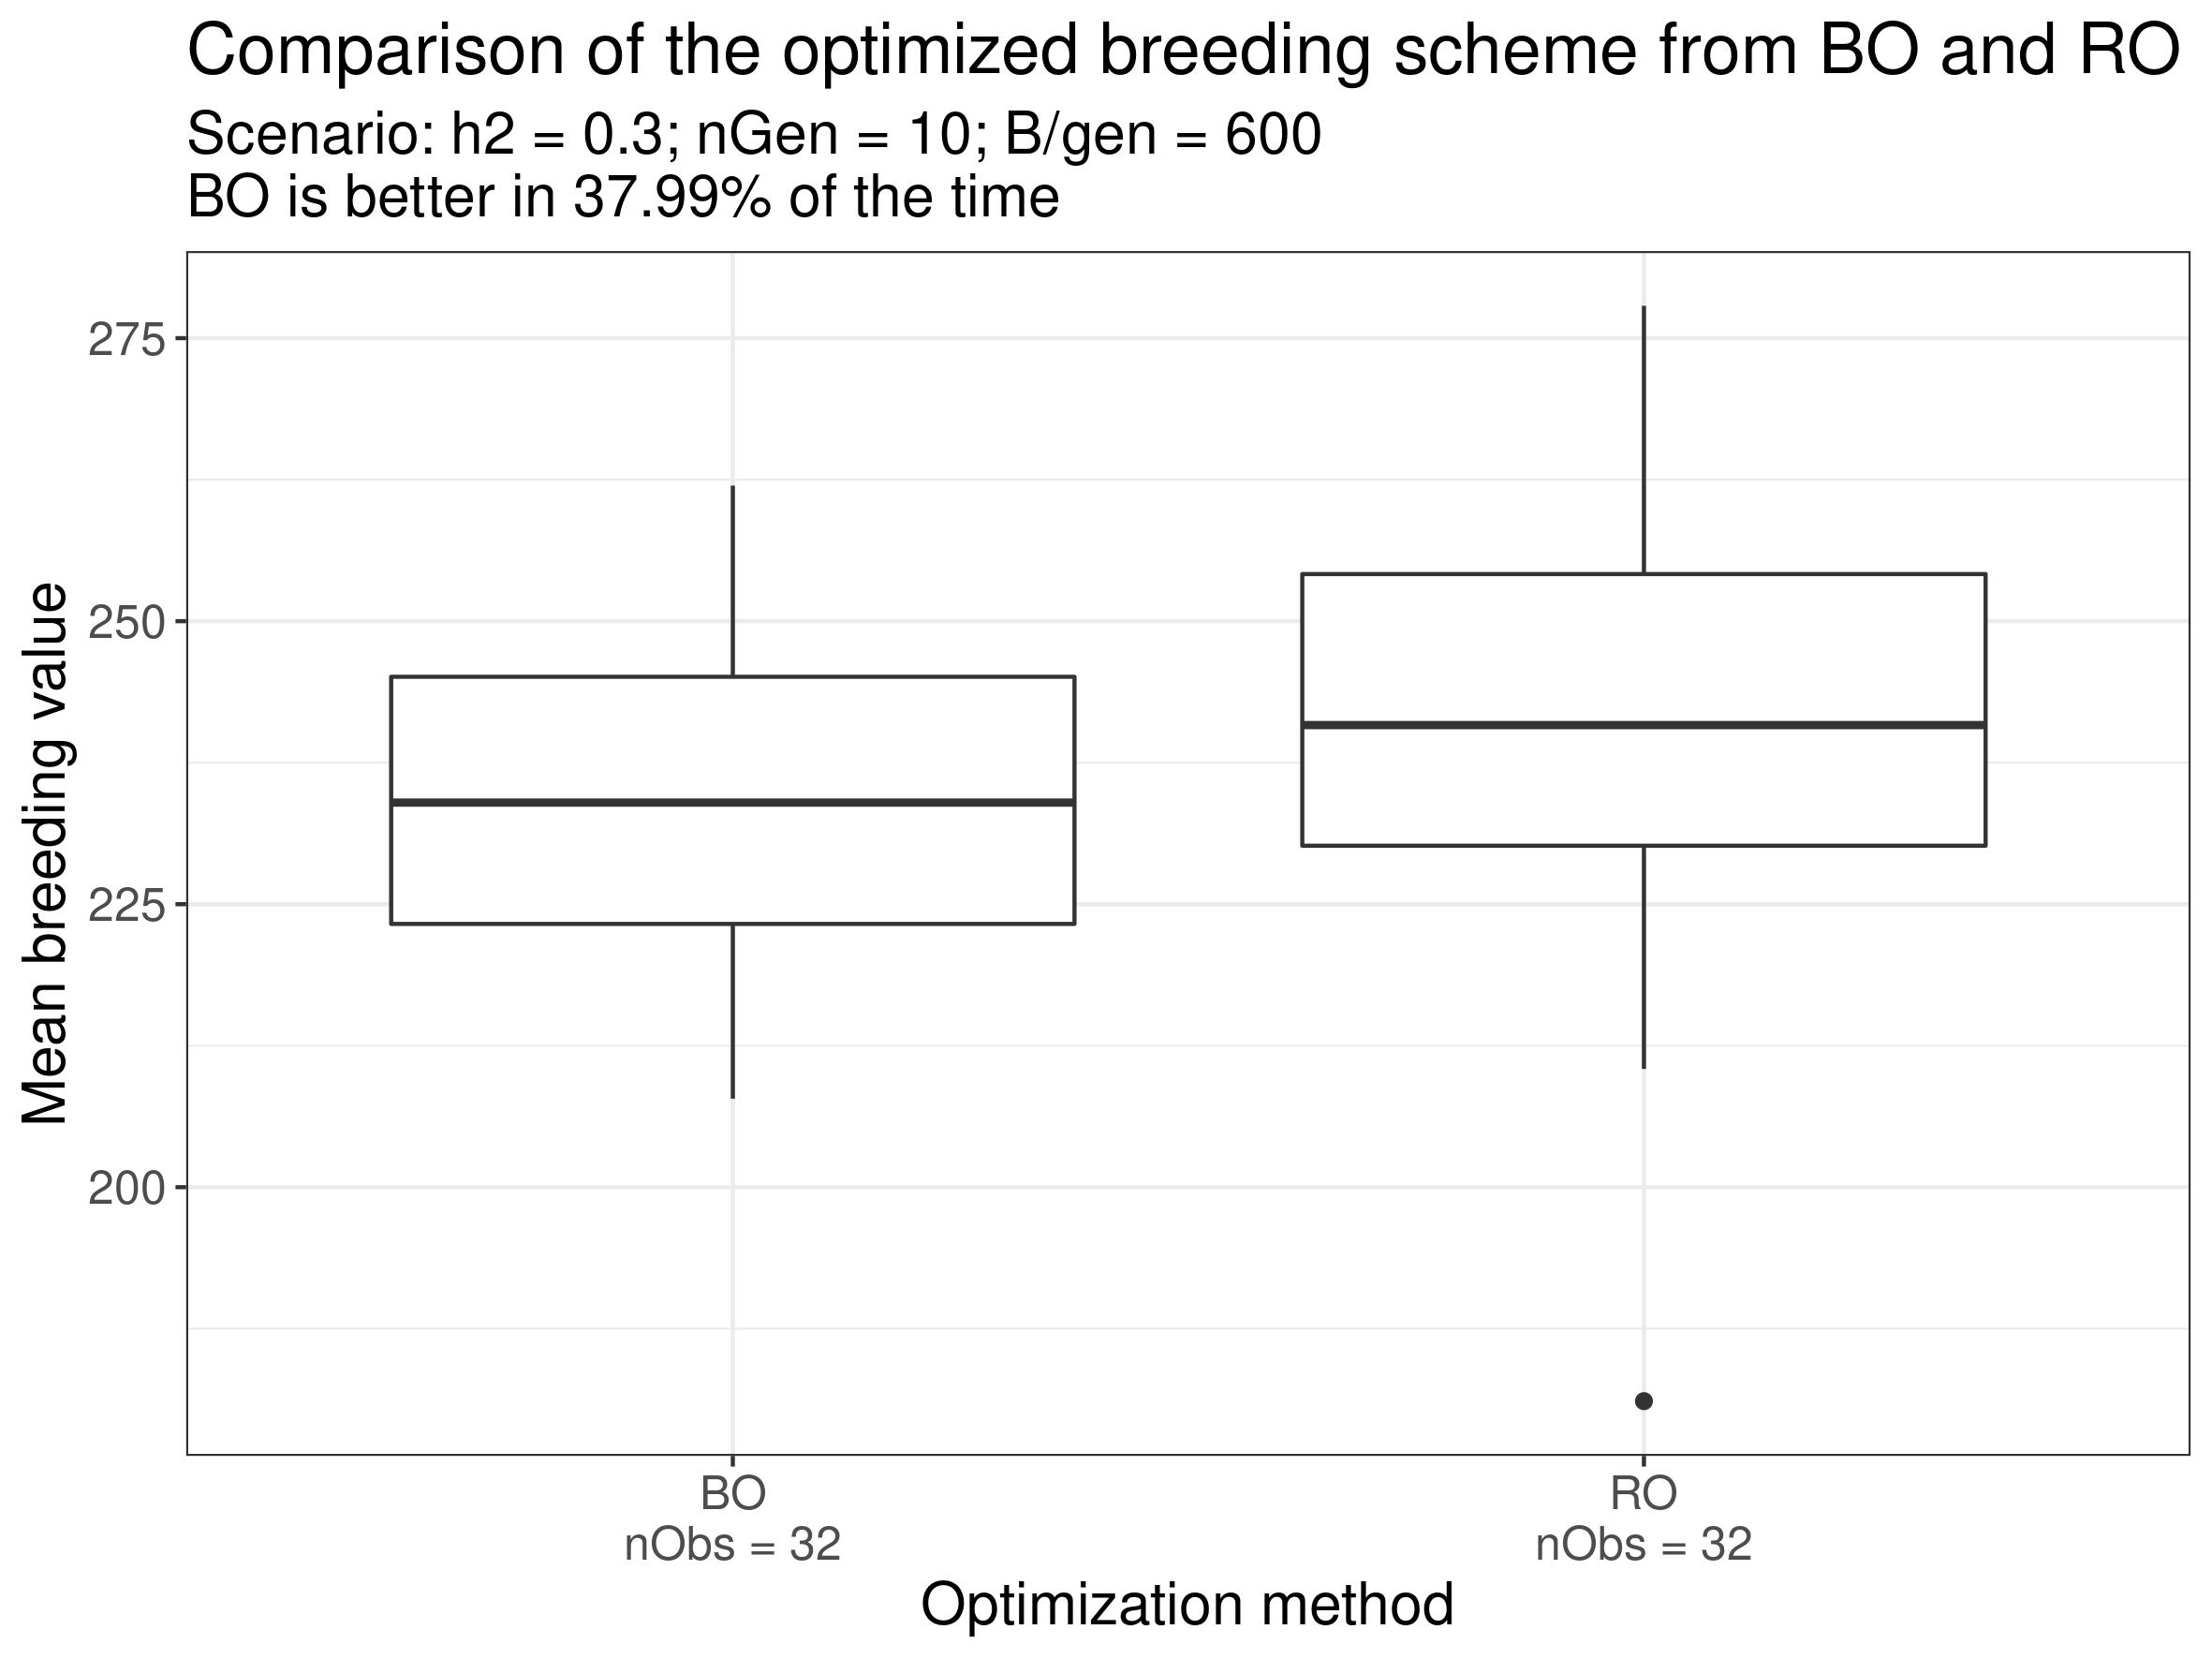 Comparison of the optimized breeding scheme from BO and RO
Scenario: h2 = 0.3; nGen = 10; B/gen = 600
BO is better in 37.99% of the time
Mean breeding value
275
250
225
200
BO
nObs = 32
RO
nObs = 32
Optimization method